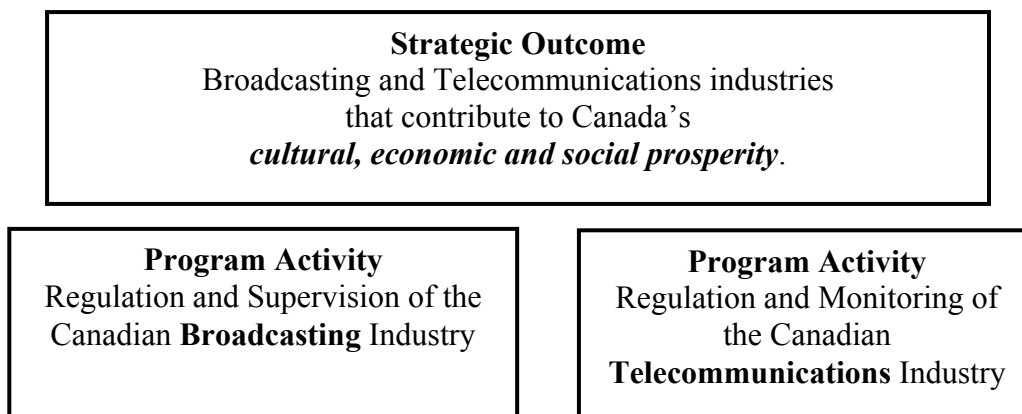 Strategic Outcome
Broadcasting and Telecommunications industries
that contribute to Canada’s
cultural, economic and social prosperity.
Program Activity
Regulation and Supervision of the
Canadian Broadcasting Industry
Program Activity
Regulation and Monitoring of
the Canadian
Telecommunications Industry